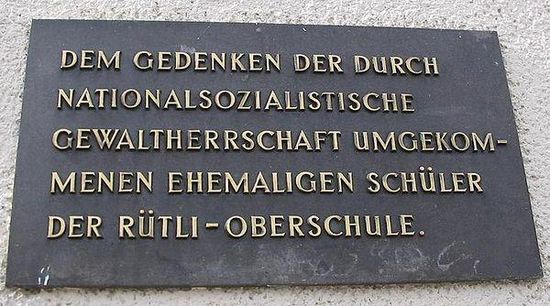 DEM GEDENKEN DER DURCH
NATIONALSOZIALISTISCHE
GEWALTHERRSCHAFT UMGEKOM–
MENEN EHEMALIGEN SCHÜLER
DER RÜTLI–OBERSCHULE.